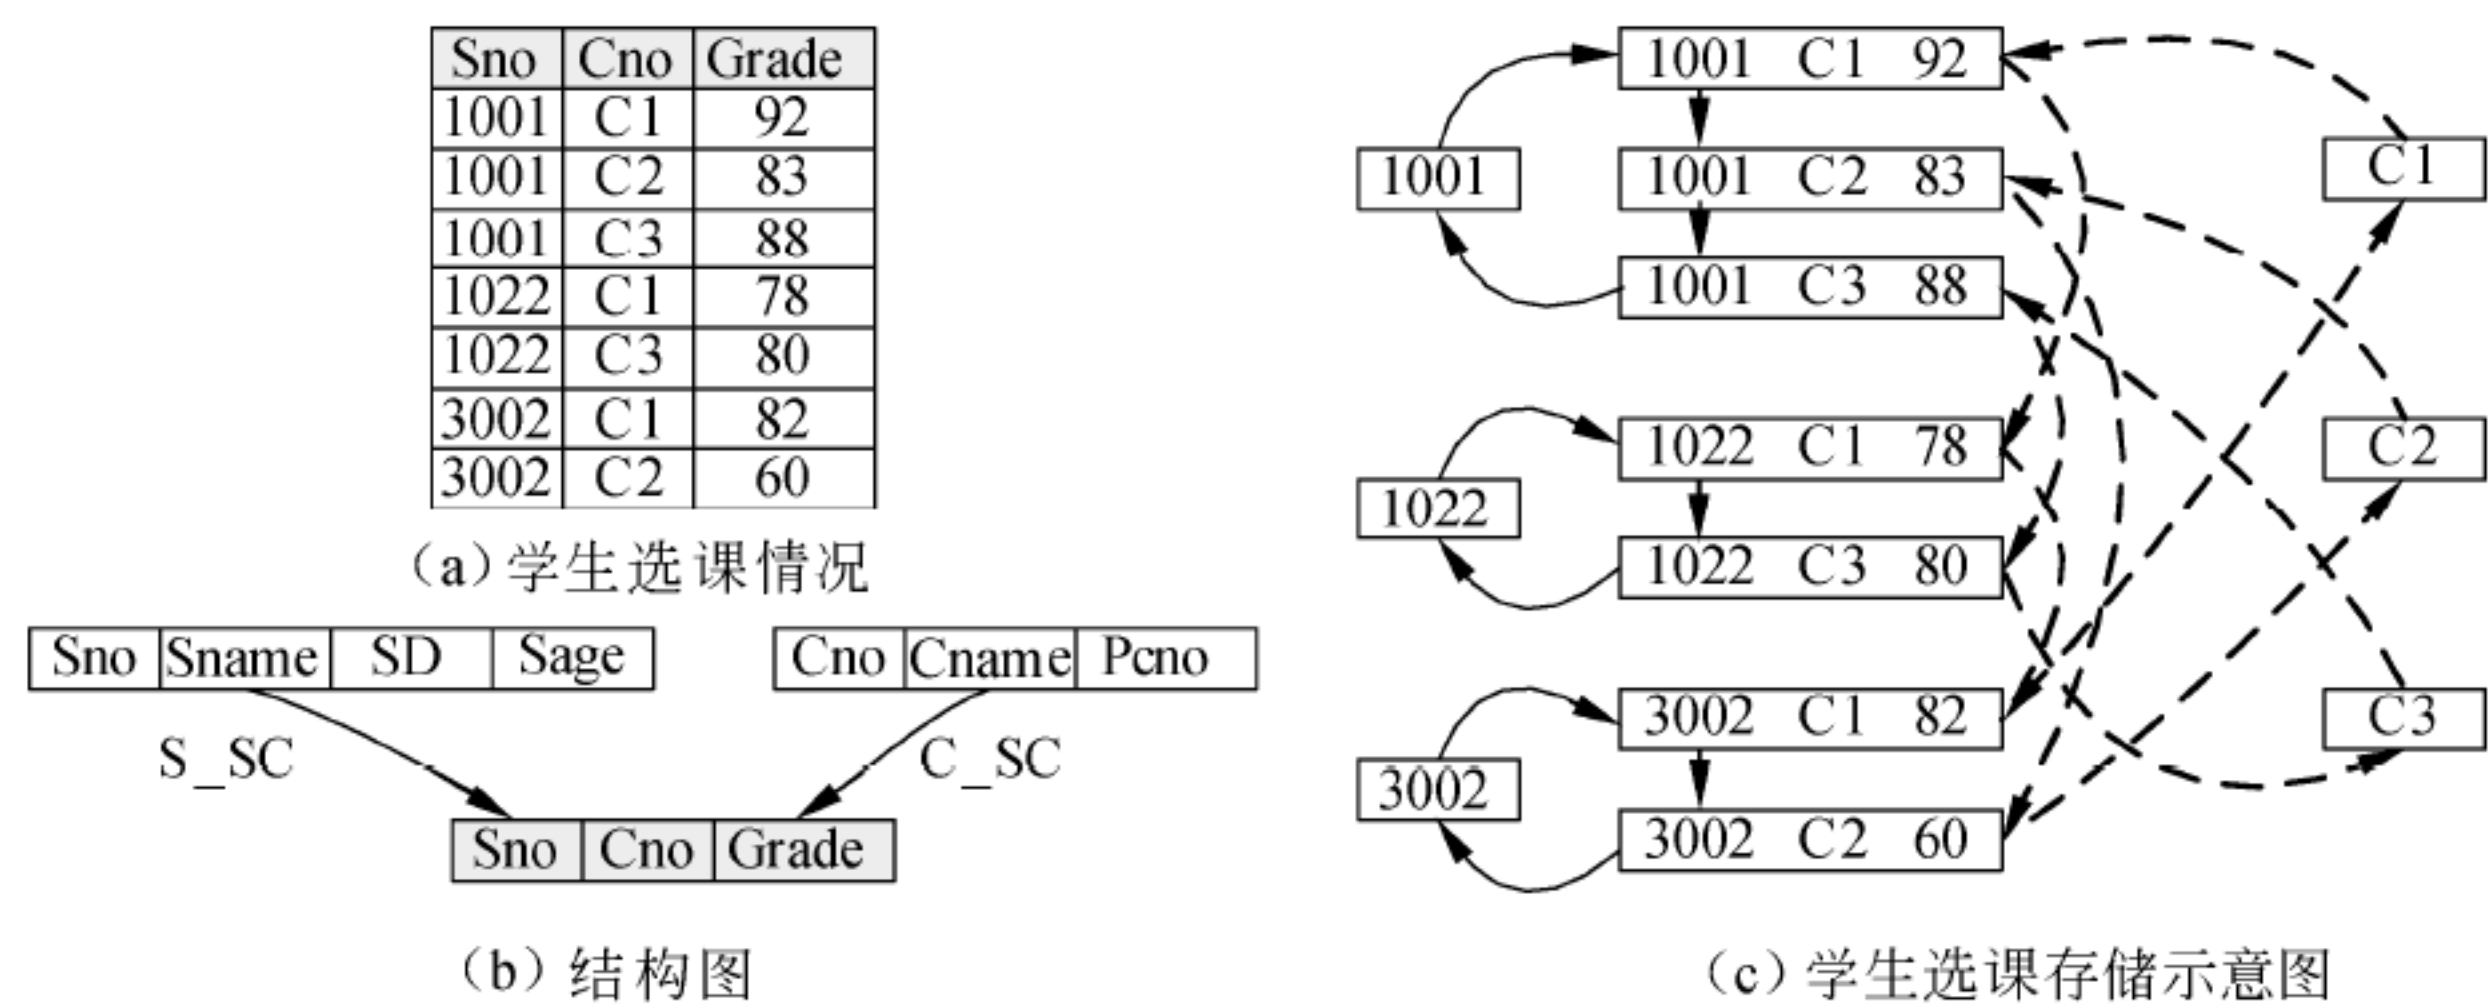 Sno Cno Grade
1001 C1 92
1001 C2 83
1001 C3 88
1022 C1 78
1022 C3 80
3002 C1 82
3002 C2 60
(a)学生选课情况
Sno Sname SD Sage
Cno Cname Pcno
S_SC
C_SC
Sno Cno Grade
(b)结构图
1001 C1 92
1001 C2 83
1001 C3 88
1001
1022 C1 78
1022 C3 80
1022
3002 C1 82
3002 C2 60
3002
C1
C2
C3
(c)学生选课存储示意图